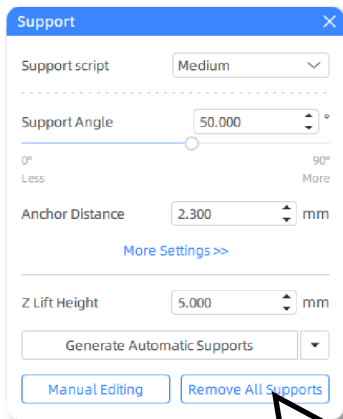 Support
Support script Medium
Support Angle 50.000 °
0° 90°
Less More
Anchor Distance 2.300 mm
More Settings >>
Z Lift Height 5.000 mm
Generate Automatic Supports
Manual Editing Remove All Supports